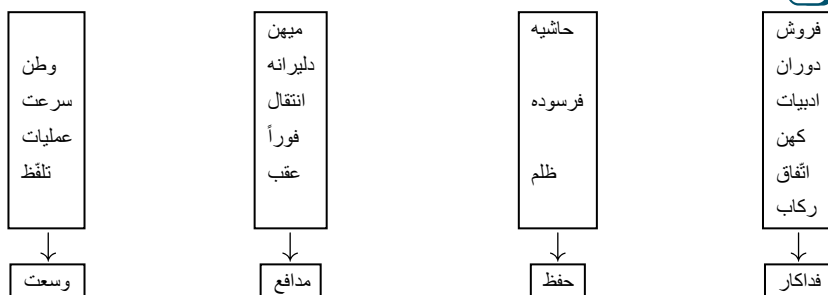 فروش
دوران
ادبیات
کهن
اتّفاق
رکاب
فداکار
حاشیه
فرسوده
ظلم
حفظ
میهن
دلیرانه
انتقال
فوراً
عقب
مدافع
وطن
سرعت
عملیات
تلفّظ
وسعت